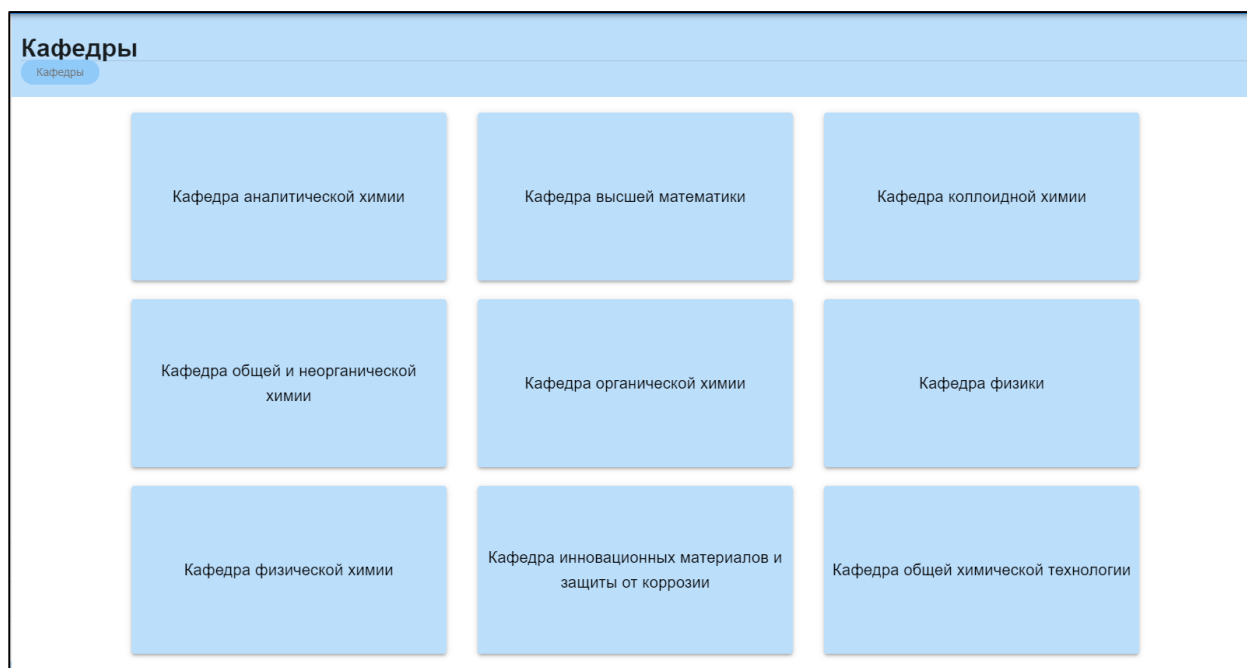 Кафедры
Кафедры
Кафедра аналитической химии
Кафедра высшей математики
Кафедра коллоидной химии
Кафедра общей и неорганической
химии
Кафедра органической химии
Кафедра физики
Кафедра физической химии
Кафедра инновационных материалов и
защиты от коррозии
Кафедра общей химической технологии